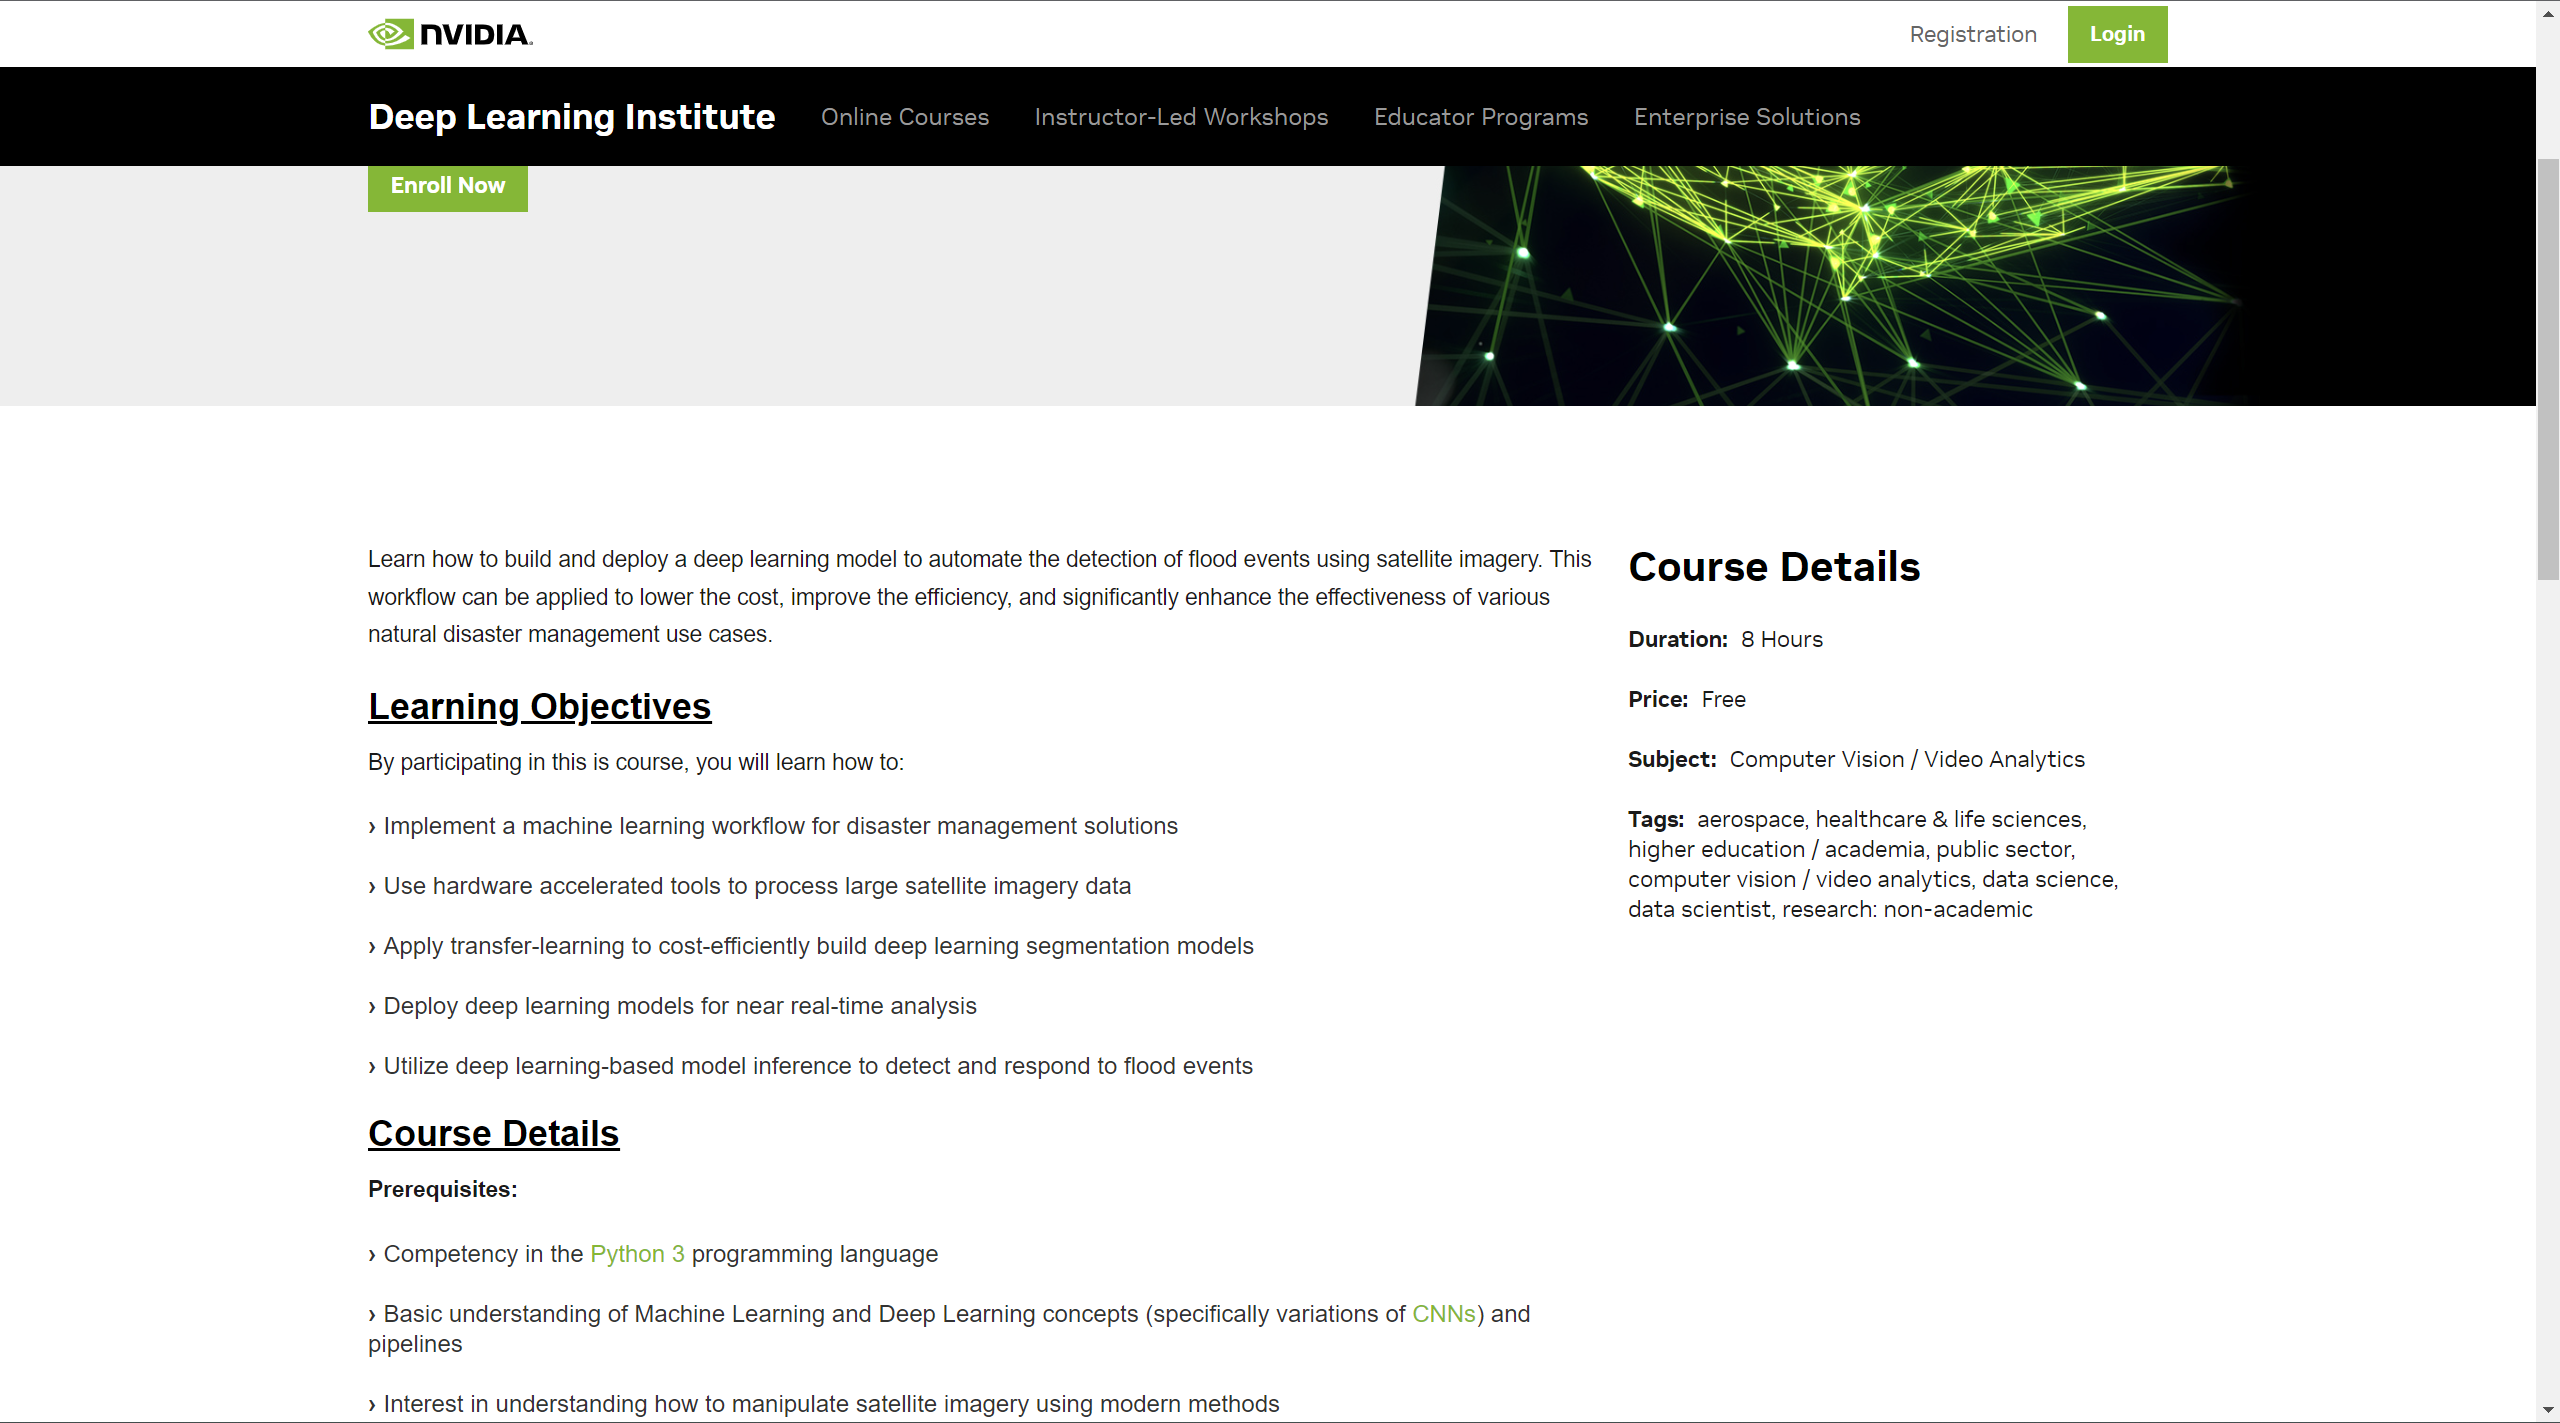 NVIDIA.
Registration
Login
Deep Learning Institute
Online Courses
Instructor-Led Workshops
Educator Programs
Enterprise Solutions
Enroll Now
Learn how to build and deploy a deep learning model to automate the detection of flood events using satellite imagery. This
workflow can be applied to lower the cost, improve the efficiency, and significantly enhance the effectiveness of various
natural disaster management use cases.
Learning Objectives
By participating in this is course, you will learn how to:
› Implement a machine learning workflow for disaster management solutions
› Use hardware accelerated tools to process large satellite imagery data
› Apply transfer-learning to cost-efficiently build deep learning segmentation models
› Deploy deep learning models for near real-time analysis
› Utilize deep learning-based model inference to detect and respond to flood events
Course Details
Prerequisites:
› Competency in the Python 3 programming language
› Basic understanding of Machine Learning and Deep Learning concepts (specifically variations of CNNs) and
pipelines
› Interest in understanding how to manipulate satellite imagery using modern methods
Course Details
Duration: 8 Hours
Price: Free
Subject: Computer Vision / Video Analytics
Tags: aerospace, healthcare & life sciences,
higher education / academia, public sector,
computer vision / video analytics, data science,
data scientist, research: non-academic